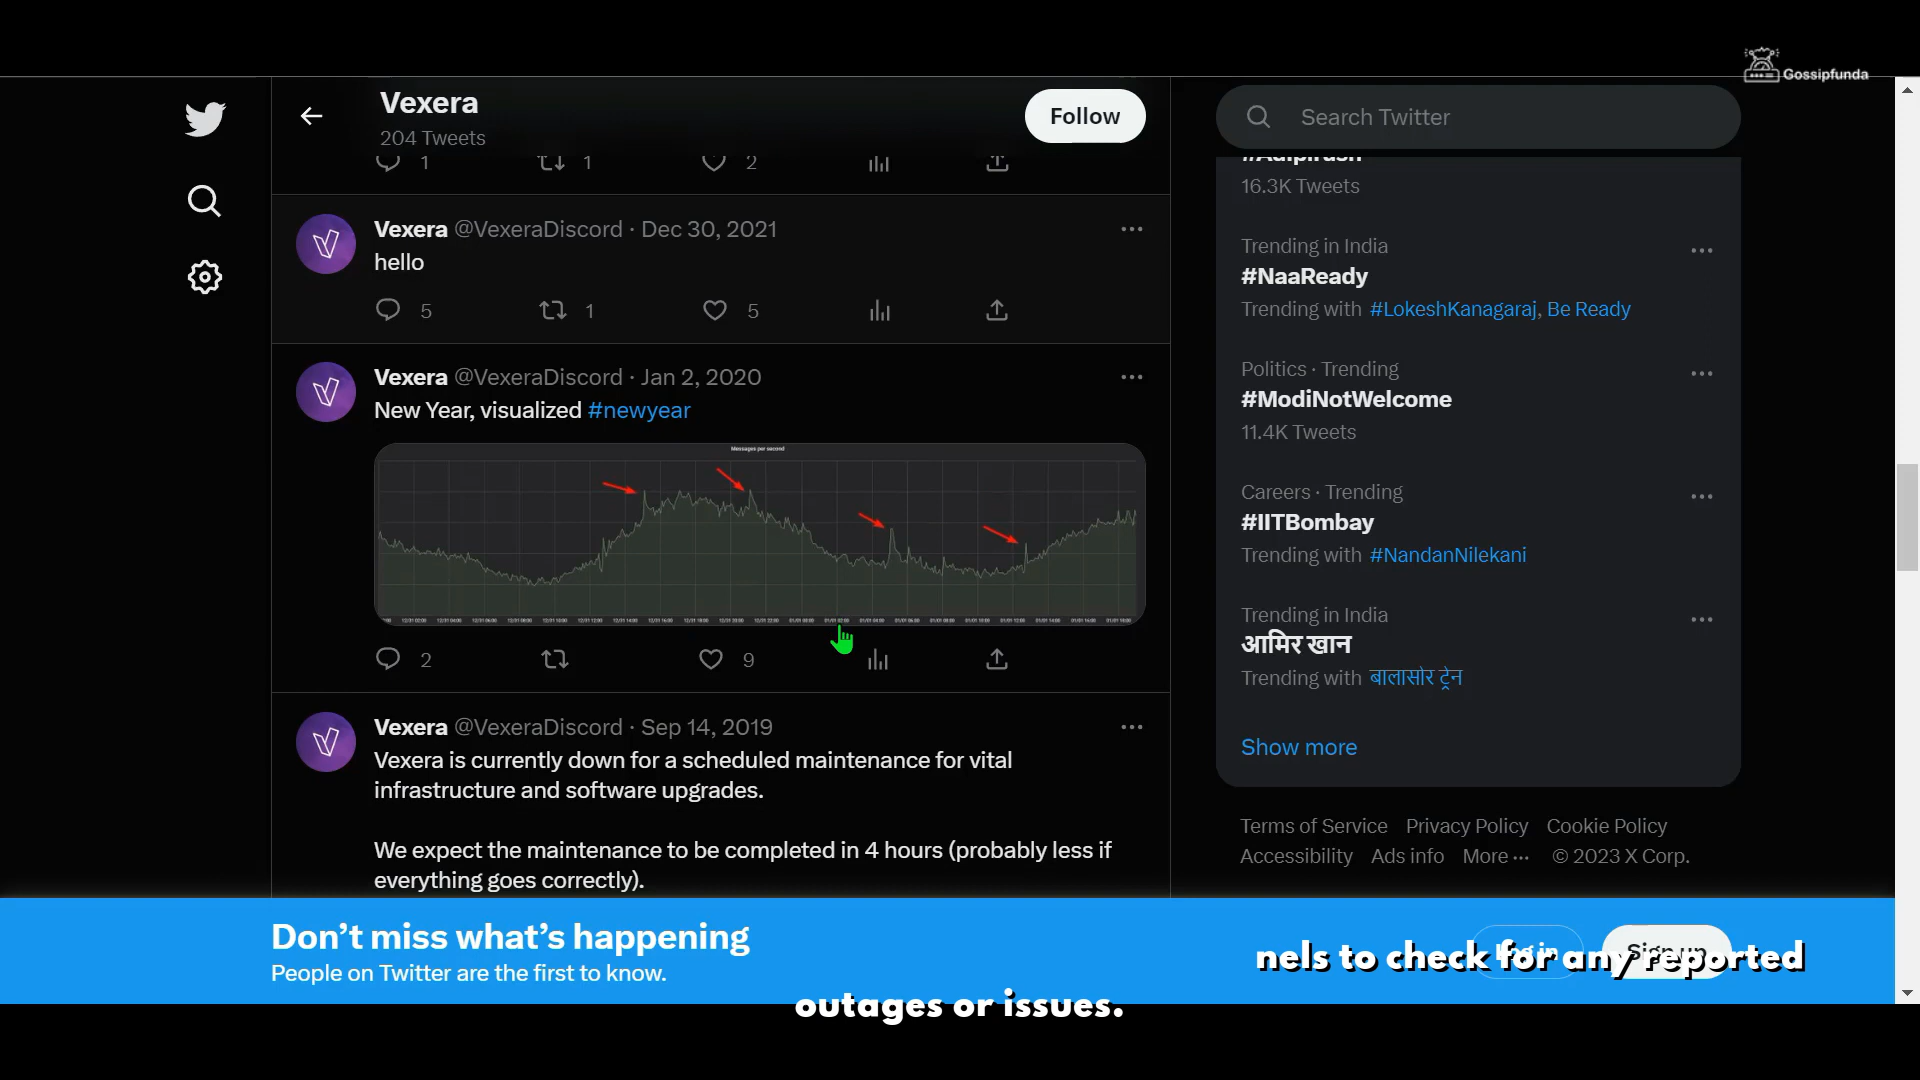 Gossipfunda
Vexera
204 Tweets
Follow
Search Twitter
1 1 2
Vexera @VexeraDiscord · Dec 30, 2021
hello
5 1 5
Vexera @VexeraDiscord · Jan 2, 2020
New Year, visualized #newyear
Messages per second
2 9
Vexera @VexeraDiscord · Sep 14, 2019
Vexera is currently down for a scheduled maintenance for vital
infrastructure and software upgrades.
We expect the maintenance to be completed in 4 hours (probably less if
everything goes correctly).
16.3K Tweets
Trending in India
#NaaReady
Trending with #LokeshKanagaraj, Be Ready
Politics · Trending
#ModiNotWelcome
11.4K Tweets
Careers · Trending
#IITBombay
Trending with #NandanNilekani
Trending in India
आमिर खान
Trending with बालासोर ट्रेन
Show more
Terms of Service Privacy Policy Cookie Policy
Accessibility Ads info More ··· © 2023 X Corp.
Don’t miss what’s happening
People on Twitter are the first to know.
Log in Sign up
nels to check for any reported
outages or issues.